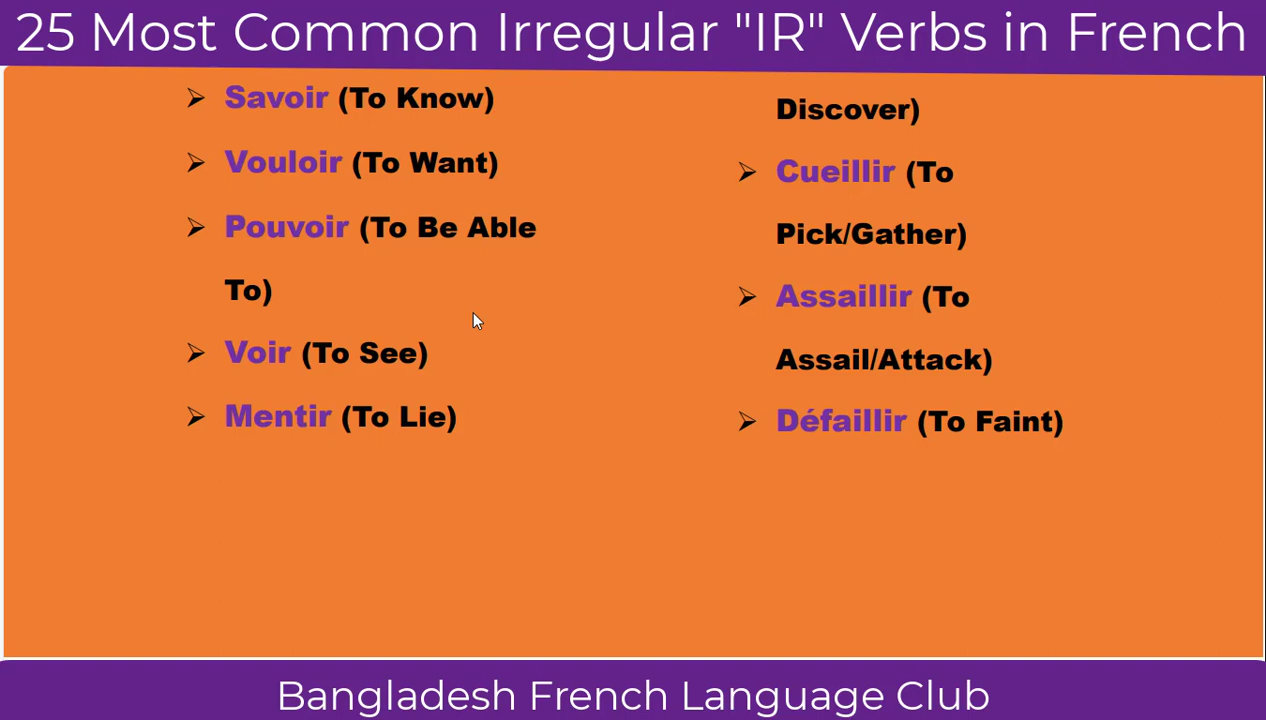 25 Most Common Irregular "IR" Verbs in French
➢ Savoir (To Know)
➢ Vouloir (To Want)
➢ Pouvoir (To Be Able
To)
➢ Voir (To See)
➢ Mentir (To Lie)
Discover)
➢ Cueillir (To
Pick/Gather)
➢ Assaillir (To
Assail/Attack)
➢ Défaillir (To Faint)
Bangladesh French Language Club